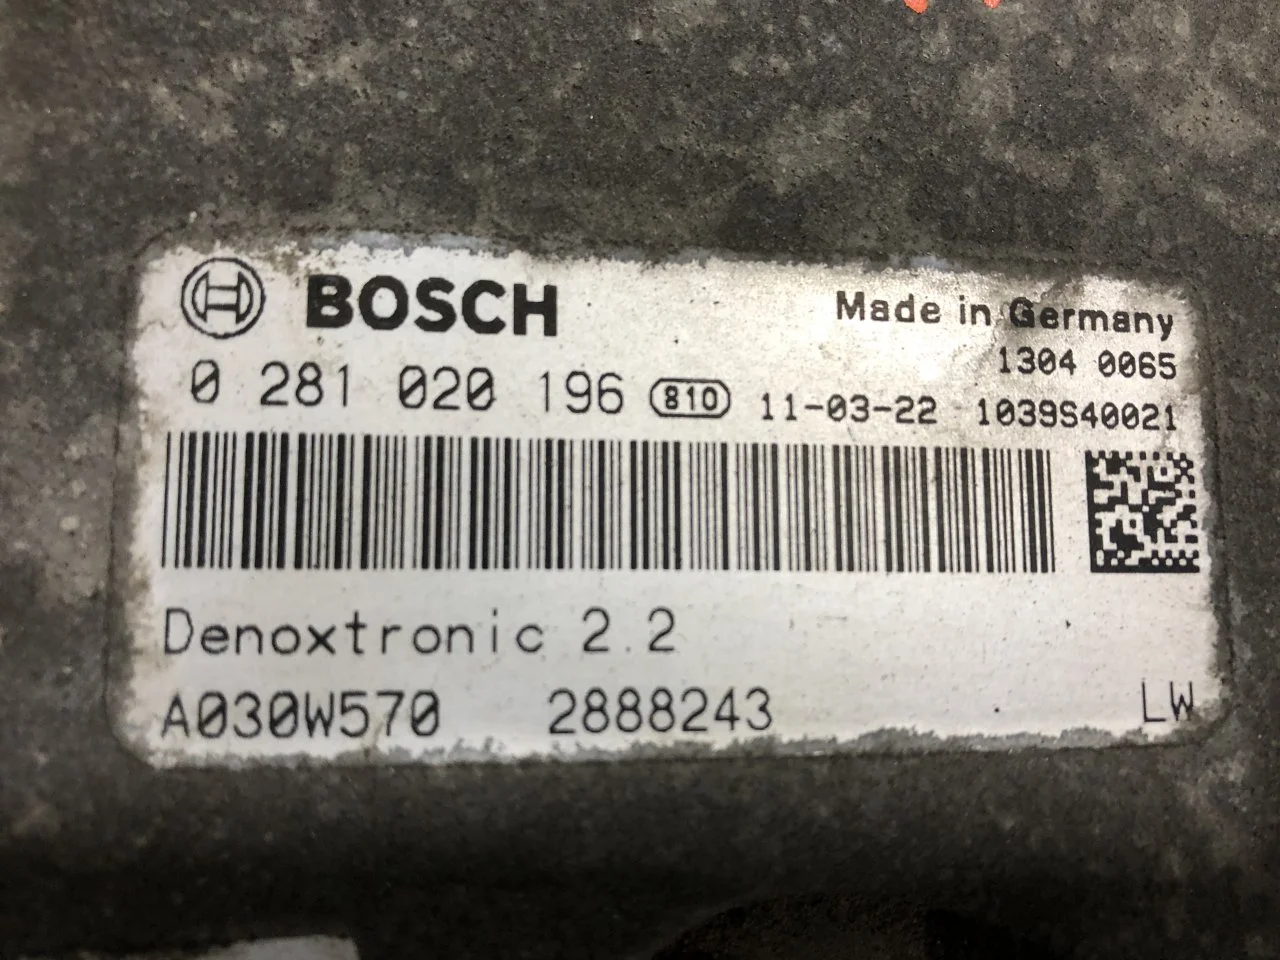 BOSCH
Made in Germany
1304 0065
0 281 020 196 810 11-03-22 1039S40021
Denoxtronic 2.2
A030W570 2888243 LW